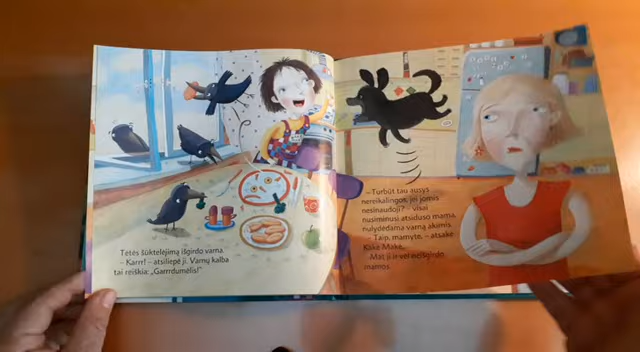 Tetės šūktelėjimą išgirdo varna.
– Karrr! – atsiliepė ji. Varnų kalba
tai reiškia: „Garrrdumėlis!"
– Turbūt tau ausys
nereikalingos, jei jomis
nesinaudoji? – visai
nusiminusi atsiduso mama,
nulydėdama varną akimis.
– Taip, mamyte, – atsakė
Kakė Makė.
Mat ji ir vėl neišgirdo
mamos.